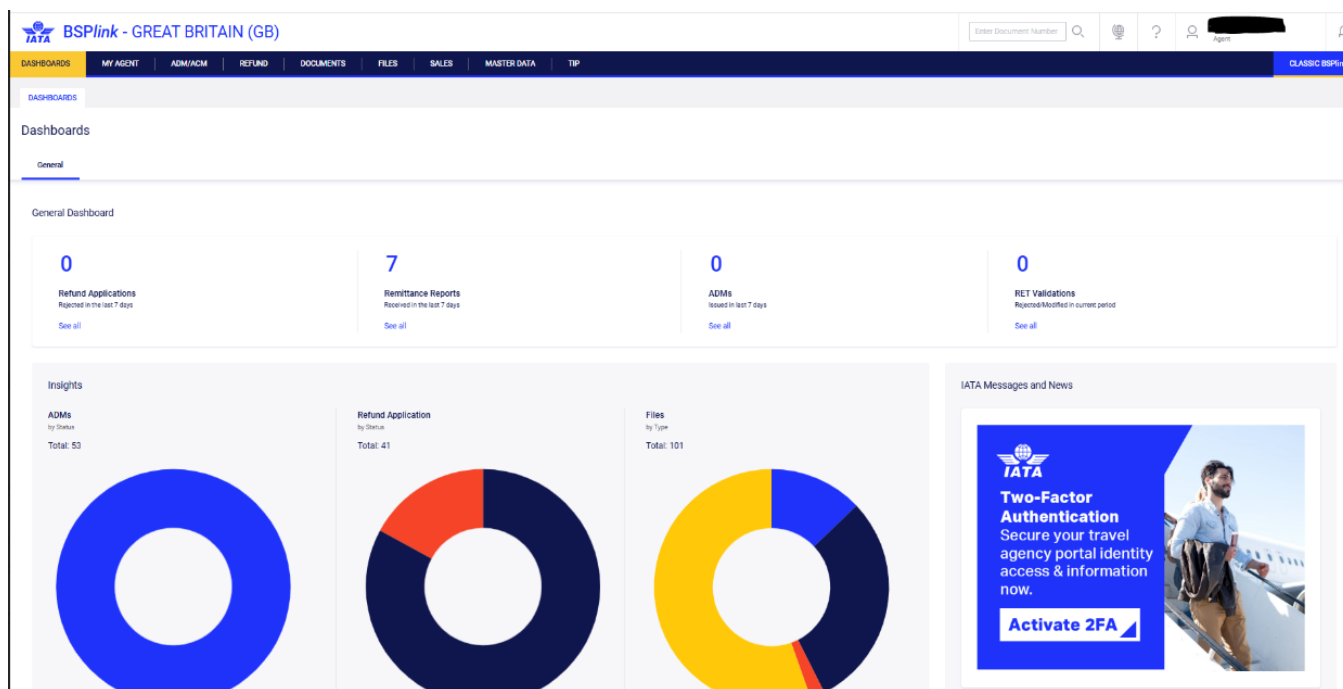 IATA
BSPlink - GREAT BRITAIN (GB)
Enter Document Number
?
Agent
DASHBOARDS
MY AGENT
ADM/ACM
REFUND
DOCUMENTS
FILES
SALES
MASTER DATA
TIP
CLASSIC BSPlin
DASHBOARDS
Dashboards
General
General Dashboard
0
Refund Applications
Rejected in the last 7 days
See all
7
Remittance Reports
Received in the last 7 days
See all
0
ADMs
Issued in last 7 days
See all
0
RET Validations
Rejected/Modified in current period
See all
Insights
ADMs
by Status
Total: 53
Refund Application
by Status
Total: 41
Files
by Type
Total: 101
IATA Messages and News
IATA
Two-Factor
Authentication
Secure your travel
agency portal identity
access & information
now.
Activate 2FA